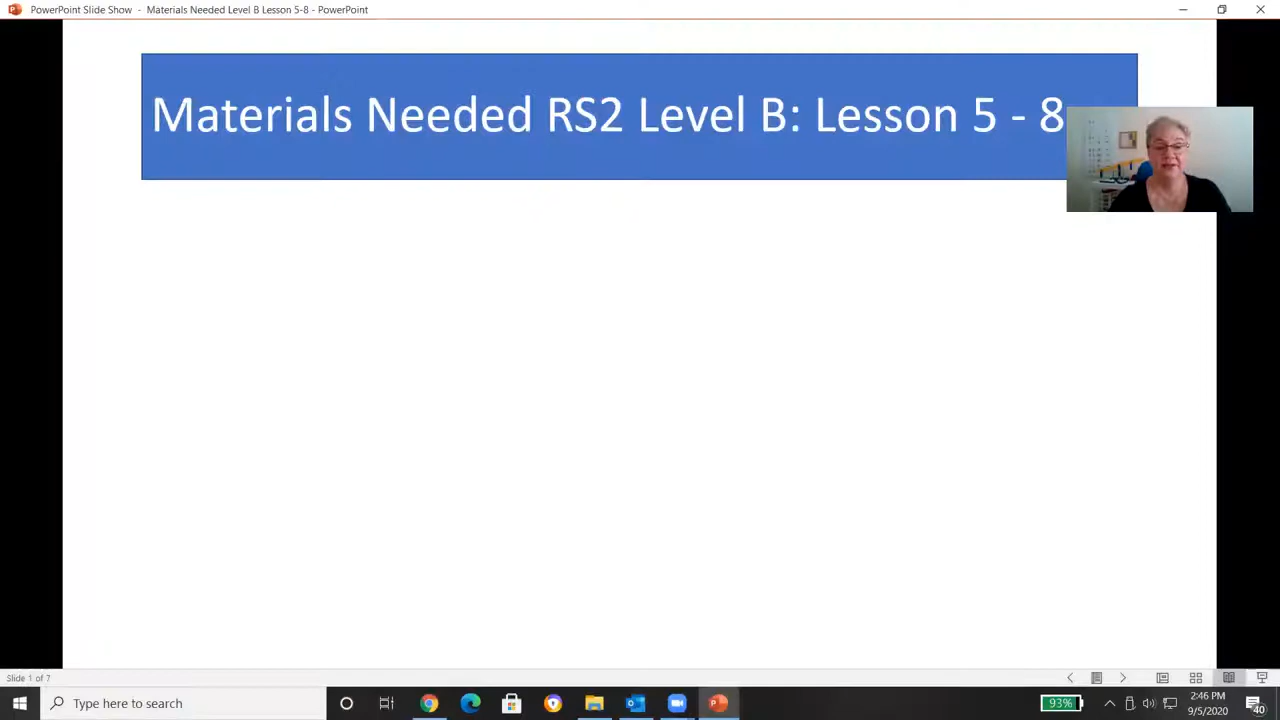 PowerPoint Slide Show - Materials Needed Level B Lesson 5-8 - PowerPoint
Materials Needed RS2 Level B: Lesson 5 - 8
Slide 1 of 7
Type here to search
93%
2:46 PM
9/5/2020
40